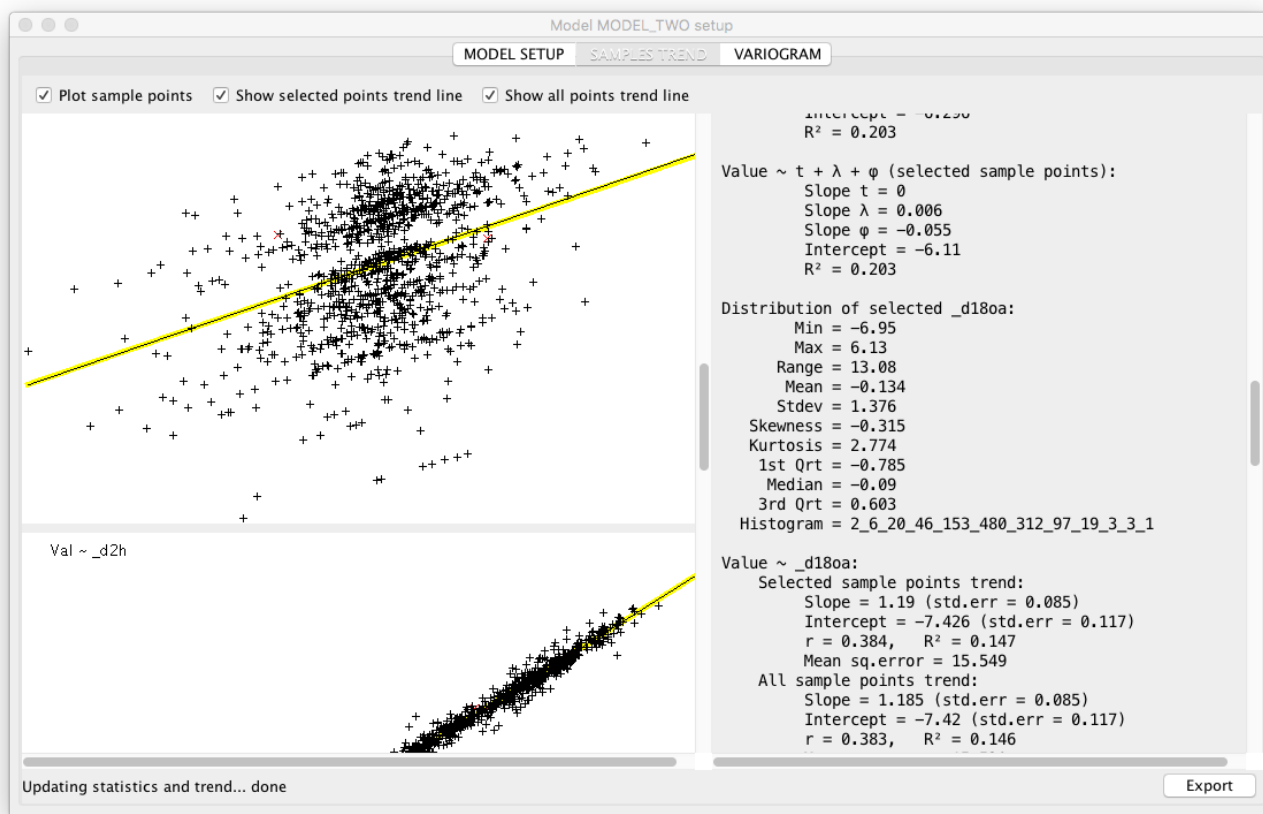 Model MODEL_TWO setup
MODEL SETUP SAMPLES TREND VARIOGRAM
Plot sample points Show selected points trend line Show all points trend line
Intercept = -6.296
R² = 0.203
Value ~ t + λ + φ (selected sample points):
Slope t = 0
Slope λ = 0.006
Slope φ = -0.055
Intercept = -6.11
R² = 0.203
Distribution of selected _d18oa:
Min = -6.95
Max = 6.13
Range = 13.08
Mean = -0.134
Stdev = 1.376
Skewness = -0.315
Kurtosis = 2.774
1st Qrt = -0.785
Median = -0.09
3rd Qrt = 0.603
Histogram = 2_6_20_46_153_480_312_97_19_3_3_1
Value ~ _d18oa:
Selected sample points trend:
Slope = 1.19 (std.err = 0.085)
Intercept = -7.426 (std.err = 0.117)
r = 0.384, R² = 0.147
Mean sq.error = 15.549
All sample points trend:
Slope = 1.185 (std.err = 0.085)
Intercept = -7.42 (std.err = 0.117)
r = 0.383, R² = 0.146
Val ~ _d2h
Updating statistics and trend... done
Export